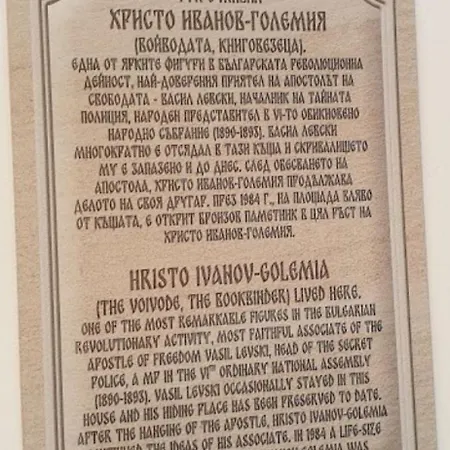 ХРИСТО ИВАНОВ-ГОЛЕМИЯ
(ВОЙВОДАТА, КНИГОВЕЗЕЦА).
ЕДНА ОТ ЯРКИТЕ ФИГУРИ В БЪЛГАРСКАТА РЕВОЛЮЦИОННА
ДЕЙНОСТ, НАЙ-ДОВЕРЕНИЯ ПРИЯТЕЛ НА АПОСТОЛЪТ НА
СВОБОДАТА - ВАСИЛ ЛЕВСКИ, НАЧАЛНИК НА ТАЙНАТА
ПОЛИЦИЯ, НАРОДЕН ПРЕДСТАВИТЕЛ В VI-ТО ОБИКНОВЕНО
НАРОДНО СЪБРАНИЕ (1890-1893). ВАСИЛ ЛЕВСКИ
МНОГОКРАТНО Е ОТСЯДАЛ В ТАЗИ КЪЩА И СКРИВАЛИЩЕТО
МУ Е ЗАПАЗЕНО И ДО ДНЕС. СЛЕД ОБЕСВАНЕТО НА
АПОСТОЛА, ХРИСТО ИВАНОВ-ГОЛЕМИЯ ПРОДЪЛЖАВА
ДЕЛОТО НА СВОЯ ДРУГАР. ПРЕЗ 1984 Г., НА ПЛОЩАДА ВЛЯВО
ОТ КЪЩАТА, Е ОТКРИТ БРОНЗОВ ПАМЕТНИК В ЦЯЛ РЪСТ НА
ХРИСТО ИВАНОВ-ГОЛЕМИЯ.
HRISTO IVANOV-GOLEMIA
(THE VOIVODE, THE BOOKBINDER) LIVED HERE.
ONE OF THE MOST REMARKABLE FIGURES IN THE BULGARIAN
REVOLUTIONARY ACTIVITY, MOST FAITHFUL ASSOCIATE OF THE
APOSTLE OF FREEDOM VASIL LEVSKI, HEAD OF THE SECRET
POLICE, A MP IN THE VITH ORDINARY NATIONAL ASSEMBLY
(1890-1893). VASIL LEVSKI OCCASIONALLY STAYED IN THIS
HOUSE AND HIS HIDING PLACE HAS BEEN PRESERVED TO DATE.
AFTER THE HANGING OF THE APOSTLE, HRISTO IVANOV-GOLEMIA
THE IDEAS OF HIS ASSOCIATE. IN 1984 A LIFE-SIZE
WAS